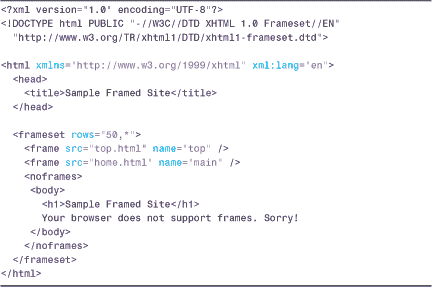 <?xml version="1.0' encoding="UTF-8"?>
<!DOCTYPE html PUBLIC "-//W3C//DTD XHTML 1.0 Frameset//EN"
"http://www.w3.org/TR/xhtml1/DTD/xhtml1-frameset.dtd">
<html xmlns='http://www.w3.org/1999/xhtml" xml:lang='en">
<head>
<title>Sample Framed Site</title>
</head>
<frameset rows="50,*">
<frame src="top.html" name="top" />
<frame src="home.html' name='main" />
<noframes>
<body>
<h1>Sample Framed Site</h1>
Your browser does not support frames. Sorry!
</body>
</noframes>
</frameset>
</html>